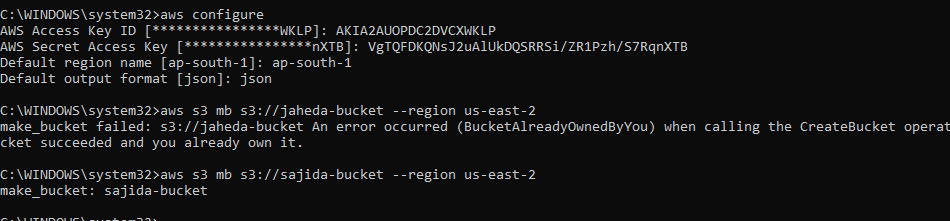 C:\WINDOWS\system32>aws configure
AWS Access Key ID [****************WKLP]: AKIA2AUOPDC2DVCXWKLP
AWS Secret Access Key [****************nXTB]: 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
Default region name [ap-south-1]: ap-south-1
Default output format [json]: json
C:\WINDOWS\system32>aws s3 mb s3://jaheda-bucket --region us-east-2
make_bucket failed: s3://jaheda-bucket An error occurred (BucketAlreadyOwnedByYou) when calling the CreateBucket operat
cket succeeded and you already own it.
C:\WINDOWS\system32>aws s3 mb s3://sajida-bucket --region us-east-2
make_bucket: sajida-bucket